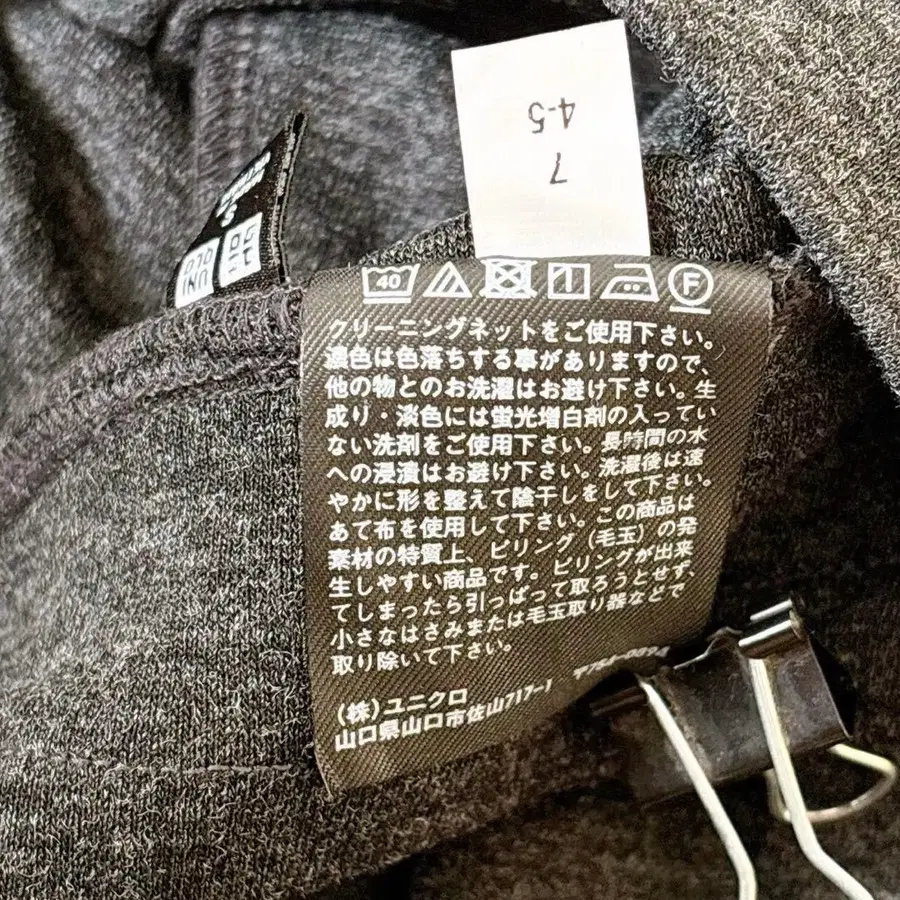 4-5
7
S
UNI
QLO
40
F
クリーニングネットをご使用下さい。
濃色は色落ちする事がありますので、
他の物とのお洗濯はお避け下さい。生
成り・淡色には蛍光増白剤の入ってい
ない洗剤をご使用下さい。長時間の水
への浸漬はお避け下さい。洗濯後は速
やかに形を整えて陰干しをして下さい。
あて布を使用して下さい。この商品は
素材の特質上、ピリング(毛玉)の発
生しやすい商品です。ピリングが出来
てしまったら引っぱって取ろうとせず、
小さなはさみまたは毛玉取り器などで
取り除いて下さい。
(株)ユニクロ 〒754-0894
山口県山口市佐山717-1